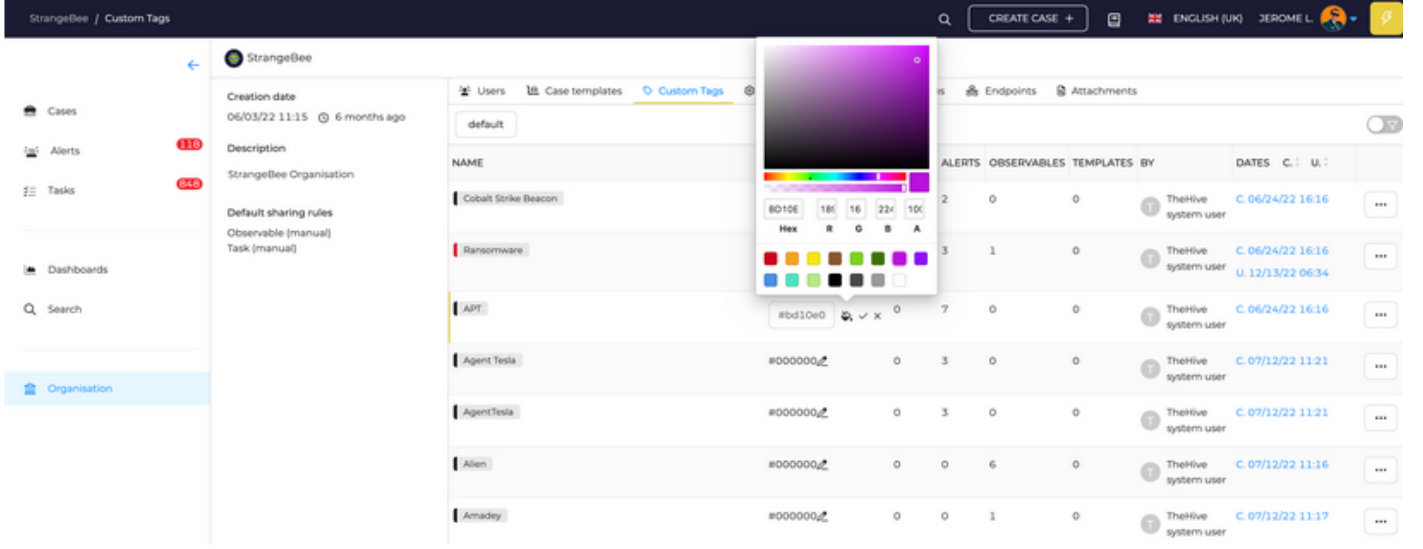 StrangeBee / Custom Tags
CREATE CASE +
ENGLISH (UK)
JEROME L.
StrangeBee
Cases
Alerts 118
Tasks 848
Dashboards
Search
Organisation
Creation date
06/03/22 11:15 6 months ago
Description
StrangeBee Organisation
Default sharing rules
Observable (manual)
Task (manual)
Users Case templates Custom Tags Endpoints Attachments
default
NAME ALERTS OBSERVABLES TEMPLATES BY DATES C. U.
8D10E 16 224
Hex R G B A
Cobalt Strike Beacon 2 0 0 T TheHive system user C. 06/24/22 16:16
Ransomware 3 1 0 T TheHive system user C. 06/24/22 16:16
U. 12/13/22 06:34
APT #bd10e0 0 7 0 0 T TheHive system user C. 06/24/22 16:16
Agent Tesla #000000 0 3 0 0 T TheHive system user C. 07/12/22 11:21
AgentTesla #000000 0 3 0 0 T TheHive system user C. 07/12/22 11:21
Alien #000000 0 0 6 0 T TheHive system user C. 07/12/22 11:16
Amadey #000000 0 0 1 0 T TheHive system user C. 07/12/22 11:17